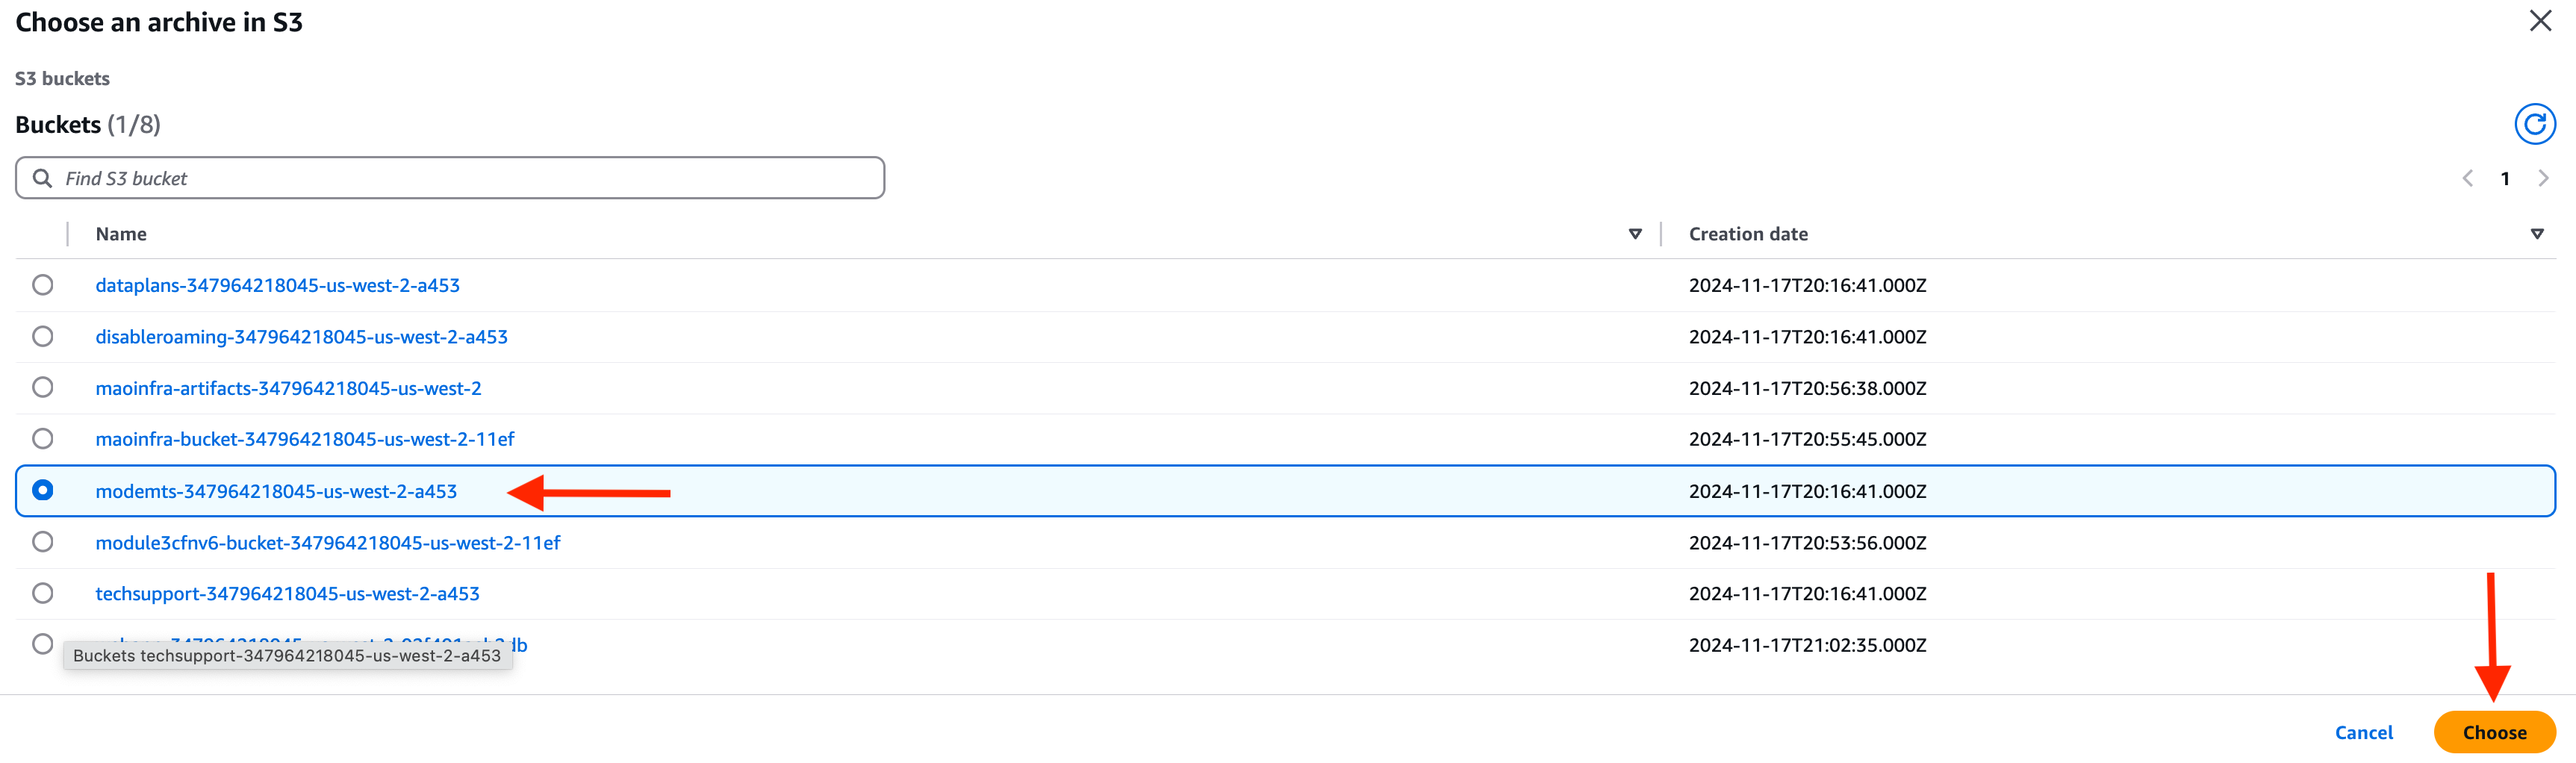 Choose an archive in S3
S3 buckets
Buckets (1/8)
Find S3 bucket
1
Name Creation date
dataplans-347964218045-us-west-2-a453 2024-11-17T20:16:41.000Z
disableroaming-347964218045-us-west-2-a453 2024-11-17T20:16:41.000Z
maoinfra-artifacts-347964218045-us-west-2 2024-11-17T20:56:38.000Z
maoinfra-bucket-347964218045-us-west-2-11ef 2024-11-17T20:55:45.000Z
modemts-347964218045-us-west-2-a453 2024-11-17T20:16:41.000Z
module3cfnv6-bucket-347964218045-us-west-2-11ef 2024-11-17T20:53:56.000Z
techsupport-347964218045-us-west-2-a453 2024-11-17T20:16:41.000Z
2024-11-17T21:02:35.000Z
Buckets techsupport-347964218045-us-west-2-a453
Cancel Choose